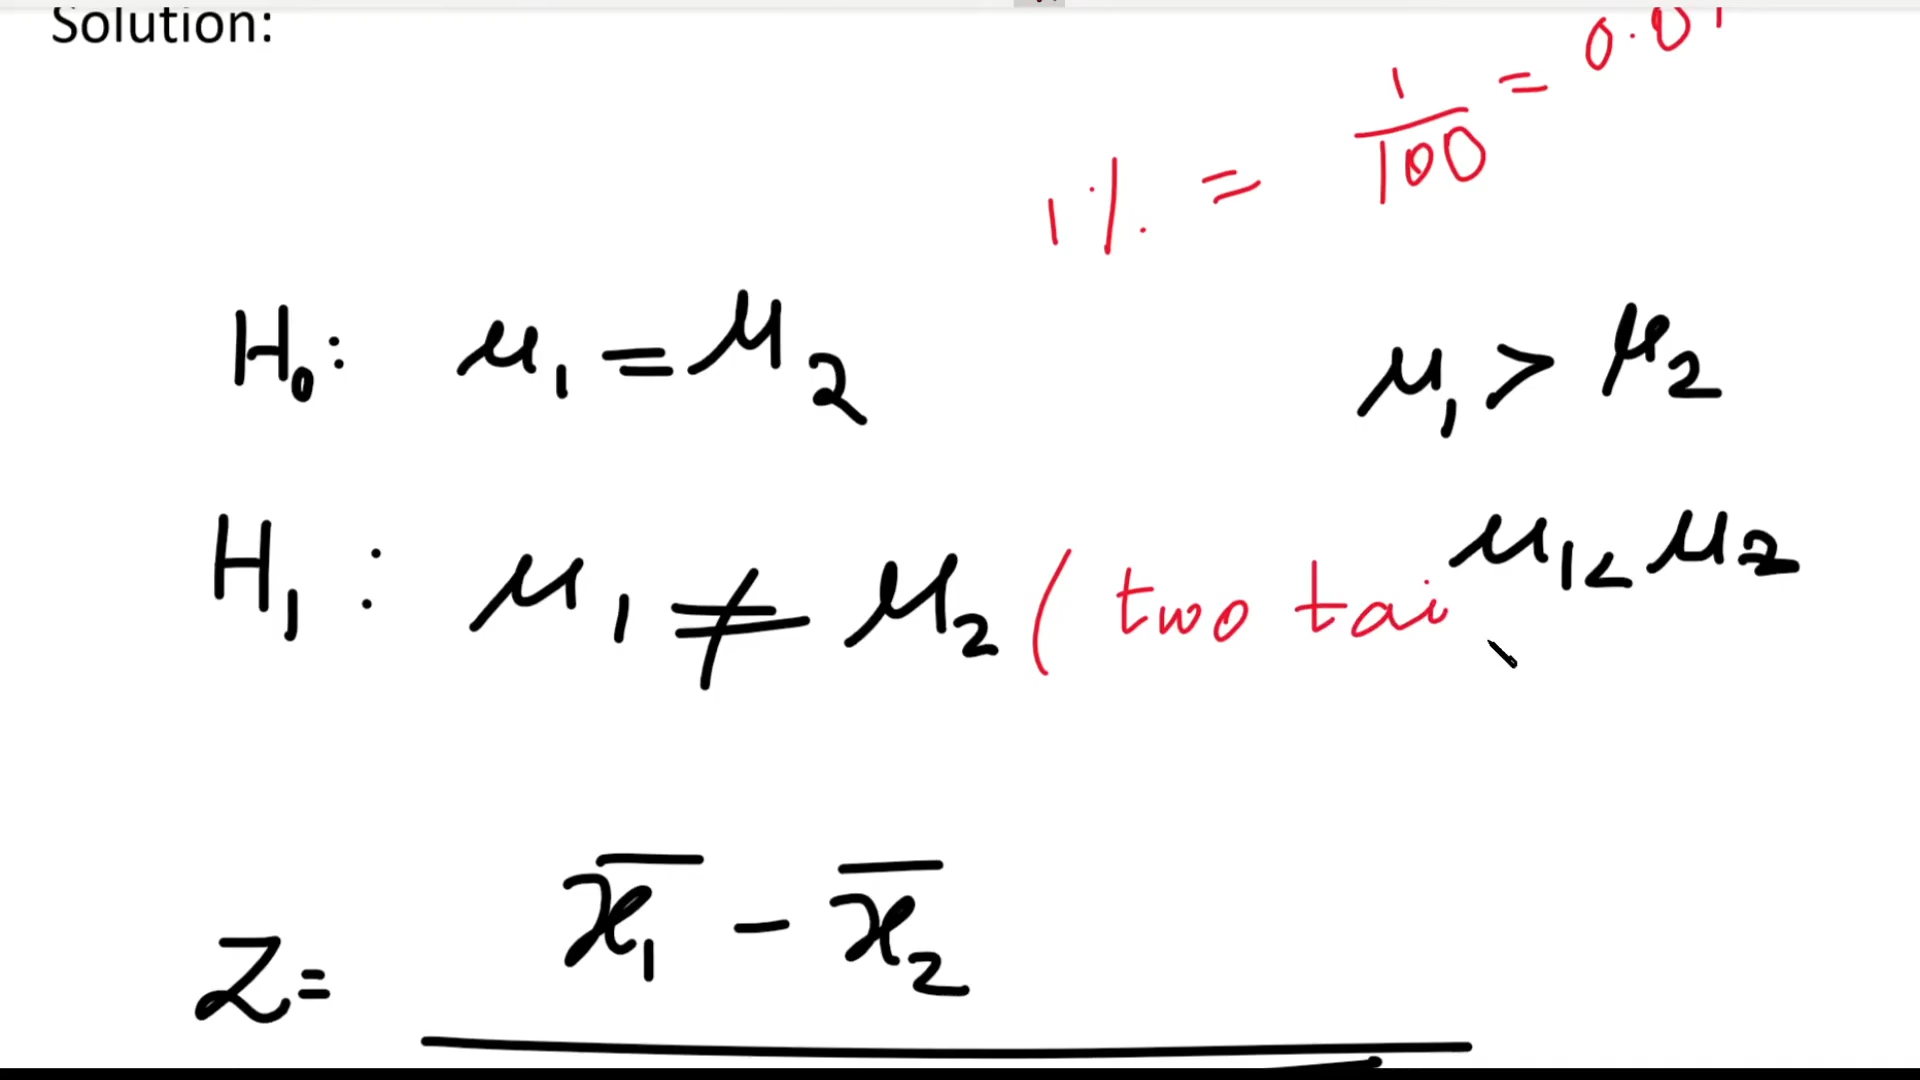 Solution:
1% = 1/100 = 0.01
H₀: μ₁ = μ₂
μ₁ > μ₂
H₁: μ₁ ≠ μ₂ (two tai
μ₁ < μ₂
x̄₁ - x̄₂
Z =